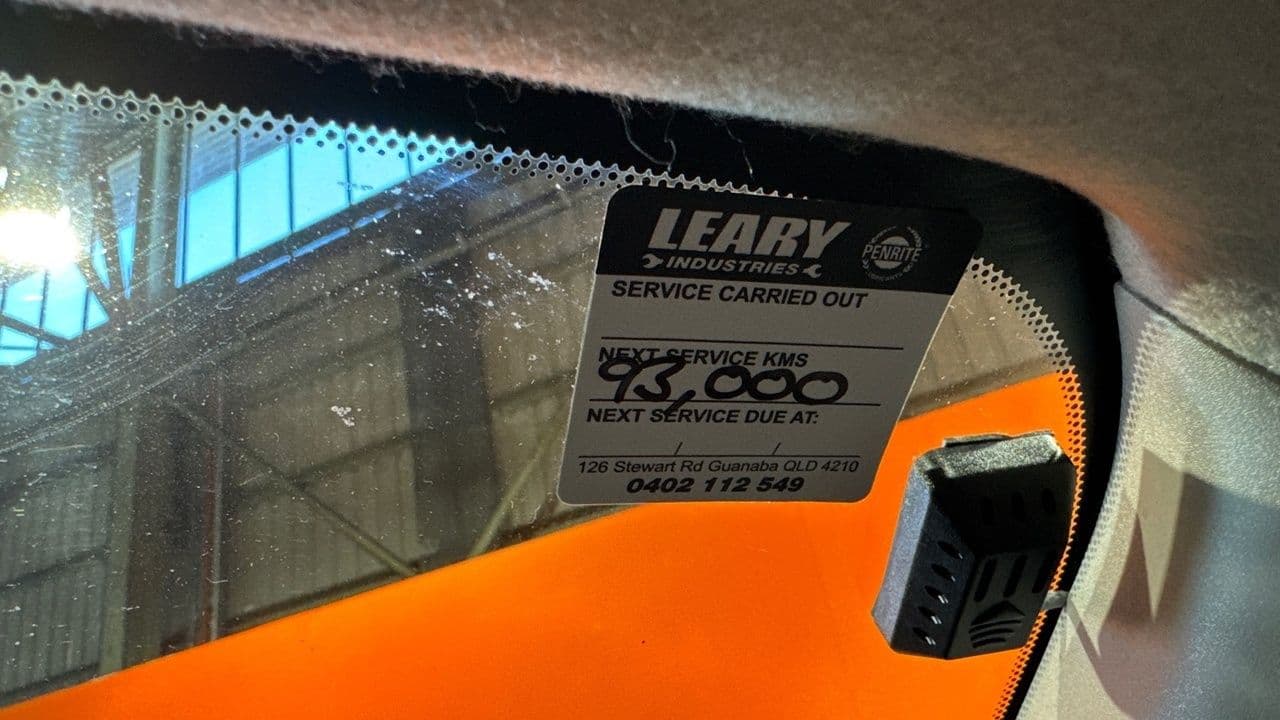 LEARY
INDUSTRIES
PENRITE
SERVICE CARRIED OUT
NEXT SERVICE KMS
93,000
NEXT SERVICE DUE AT:
/ /
126 Stewart Rd Guanaba QLD 4210
0402 112 549